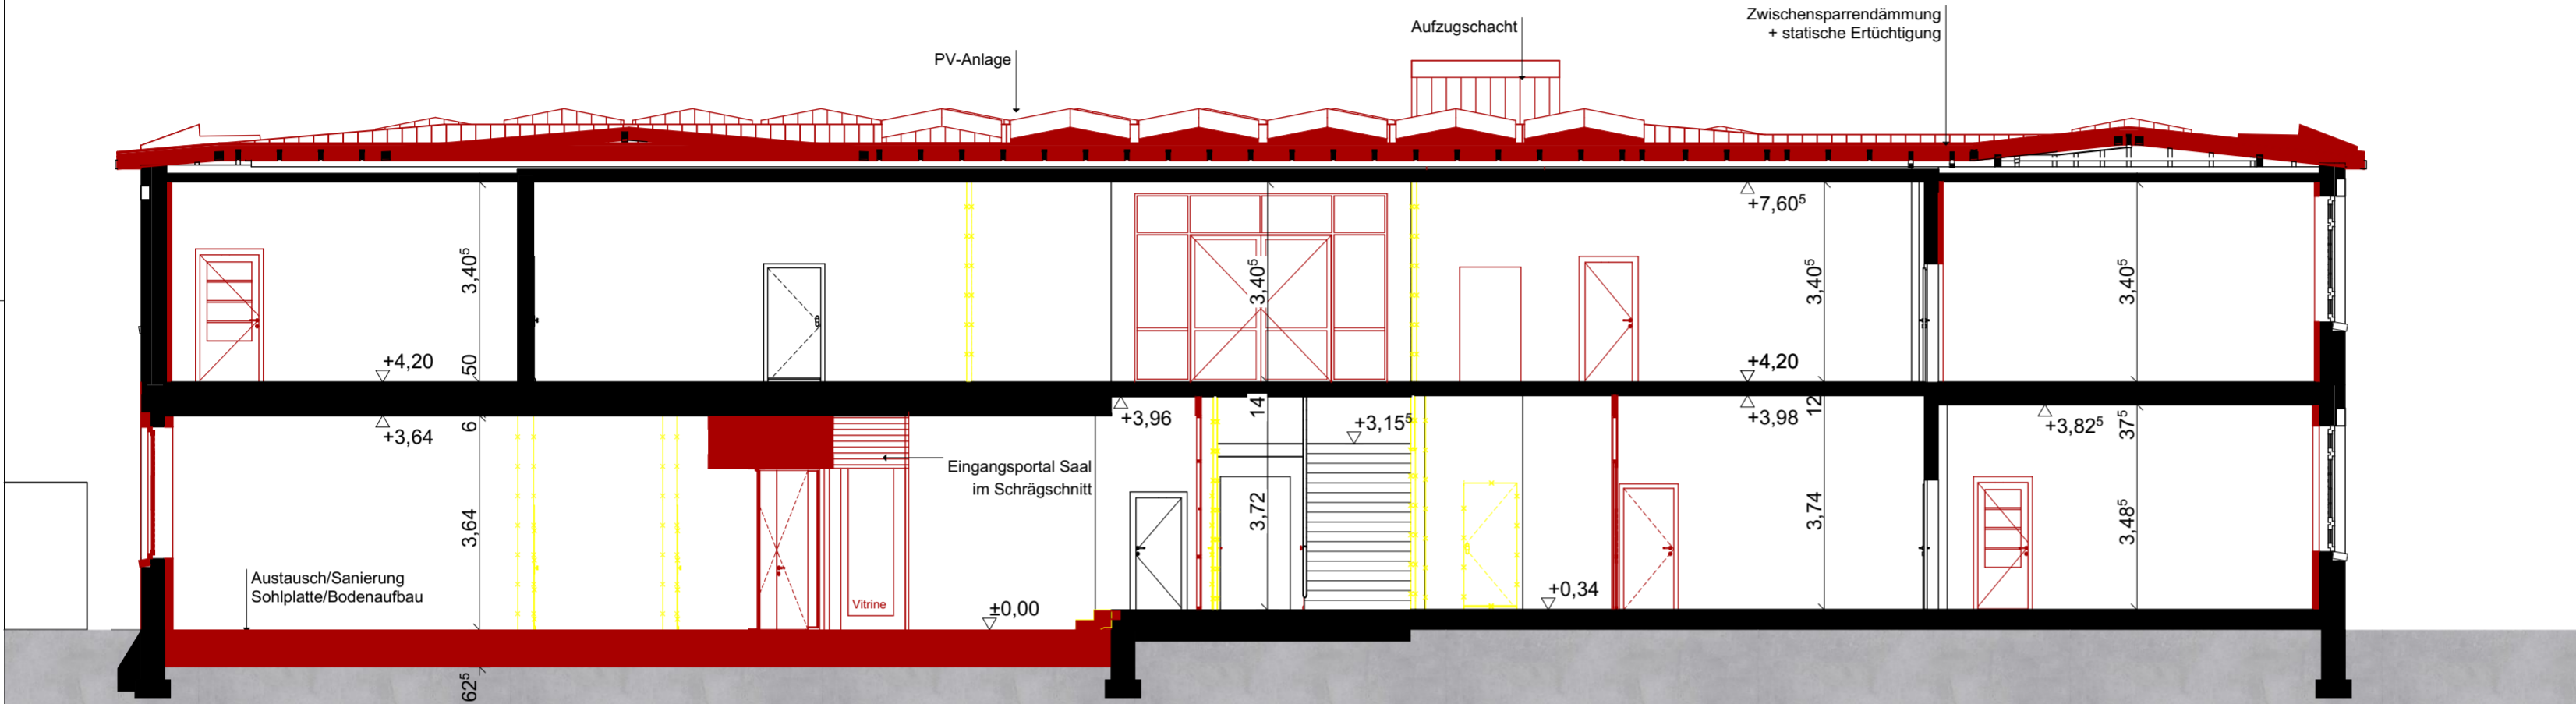 Zwischensparrendämmung
+ statische Ertüchtigung
Aufzugschacht
PV-Anlage
+7,60⁵
3,40⁵
3,40⁵
3,40⁵
3,40⁵
+4,20
50
+4,20
+3,64
6
+3,96
14
+3,15⁵
12
+3,98
+3,82⁵
37⁵
Eingangsportal Saal
im Schrägschnitt
3,64
3,72
3,74
3,48⁵
Austausch/Sanierung
Sohlplatte/Bodenaufbau
Vitrine
±0,00
+0,34
62⁵